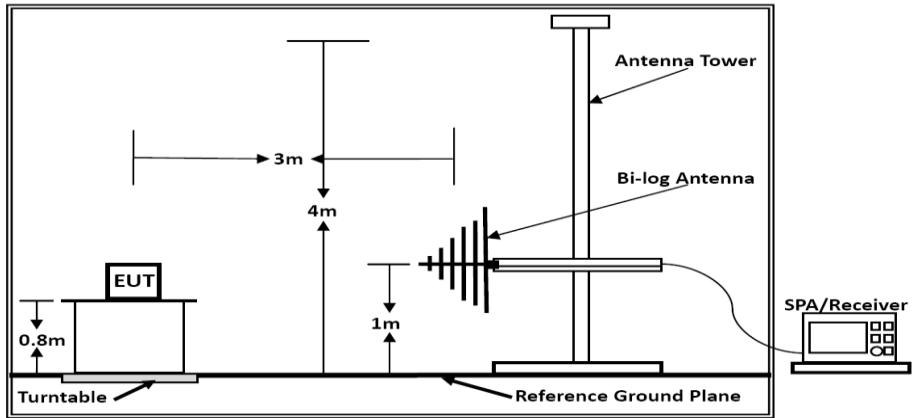 Antenna Tower
3m
Bi-log Antenna
4m
EUT
SPA/Receiver
0.8m
1m
Turntable
Reference Ground Plane